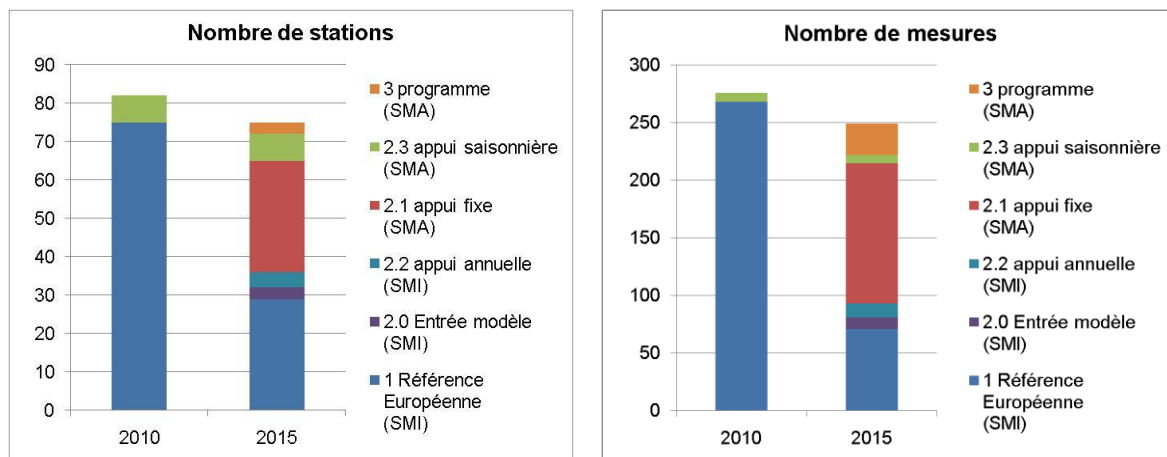 Nombre de stations
90
80
70
60
50
40
30
20
10
0
2010
2015
3 programme
(SMA)
2.3 appui saisonnière
(SMA)
2.1 appui fixe
(SMA)
2.2 appui annuelle
(SMI)
2.0 Entrée modèle
(SMI)
1 Référence
Européenne
(SMI)
Nombre de mesures
300
250
200
150
100
50
0
2010
2015
3 programme
(SMA)
2.3 appui saisonnière
(SMA)
2.1 appui fixe
(SMA)
2.2 appui annuelle
(SMI)
2.0 Entrée modèle
(SMI)
1 Référence
Européenne
(SMI)